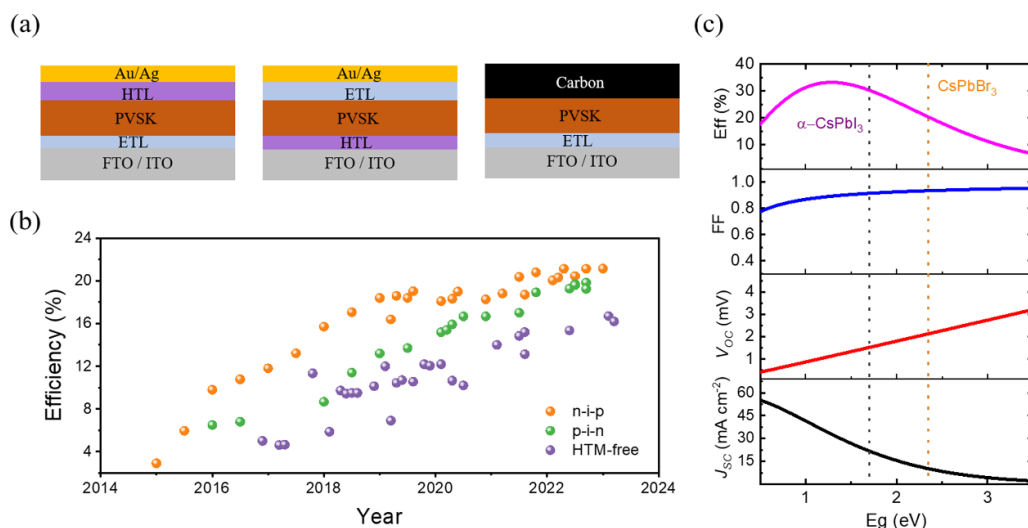 (a)
Au/Ag
HTL
PVSK
ETL
FTO / ITO
Au/Ag
ETL
PVSK
HTL
FTO / ITO
Carbon
PVSK
ETL
FTO / ITO
(b)
Efficiency (%)
24
20
16
12
8
4
n-i-p
p-i-n
HTM-free
2014 2016 2018 2020 2022 2024
Year
(c)
CsPbBr₃
α–CsPbI₃
Eff (%)
40
30
20
10
FF
1.0
0.8
0.6
0.4
V_OC (mV)
4
3
2
1
J_SC (mA cm⁻²)
60
45
30
15
1 2 3
Eg (eV)